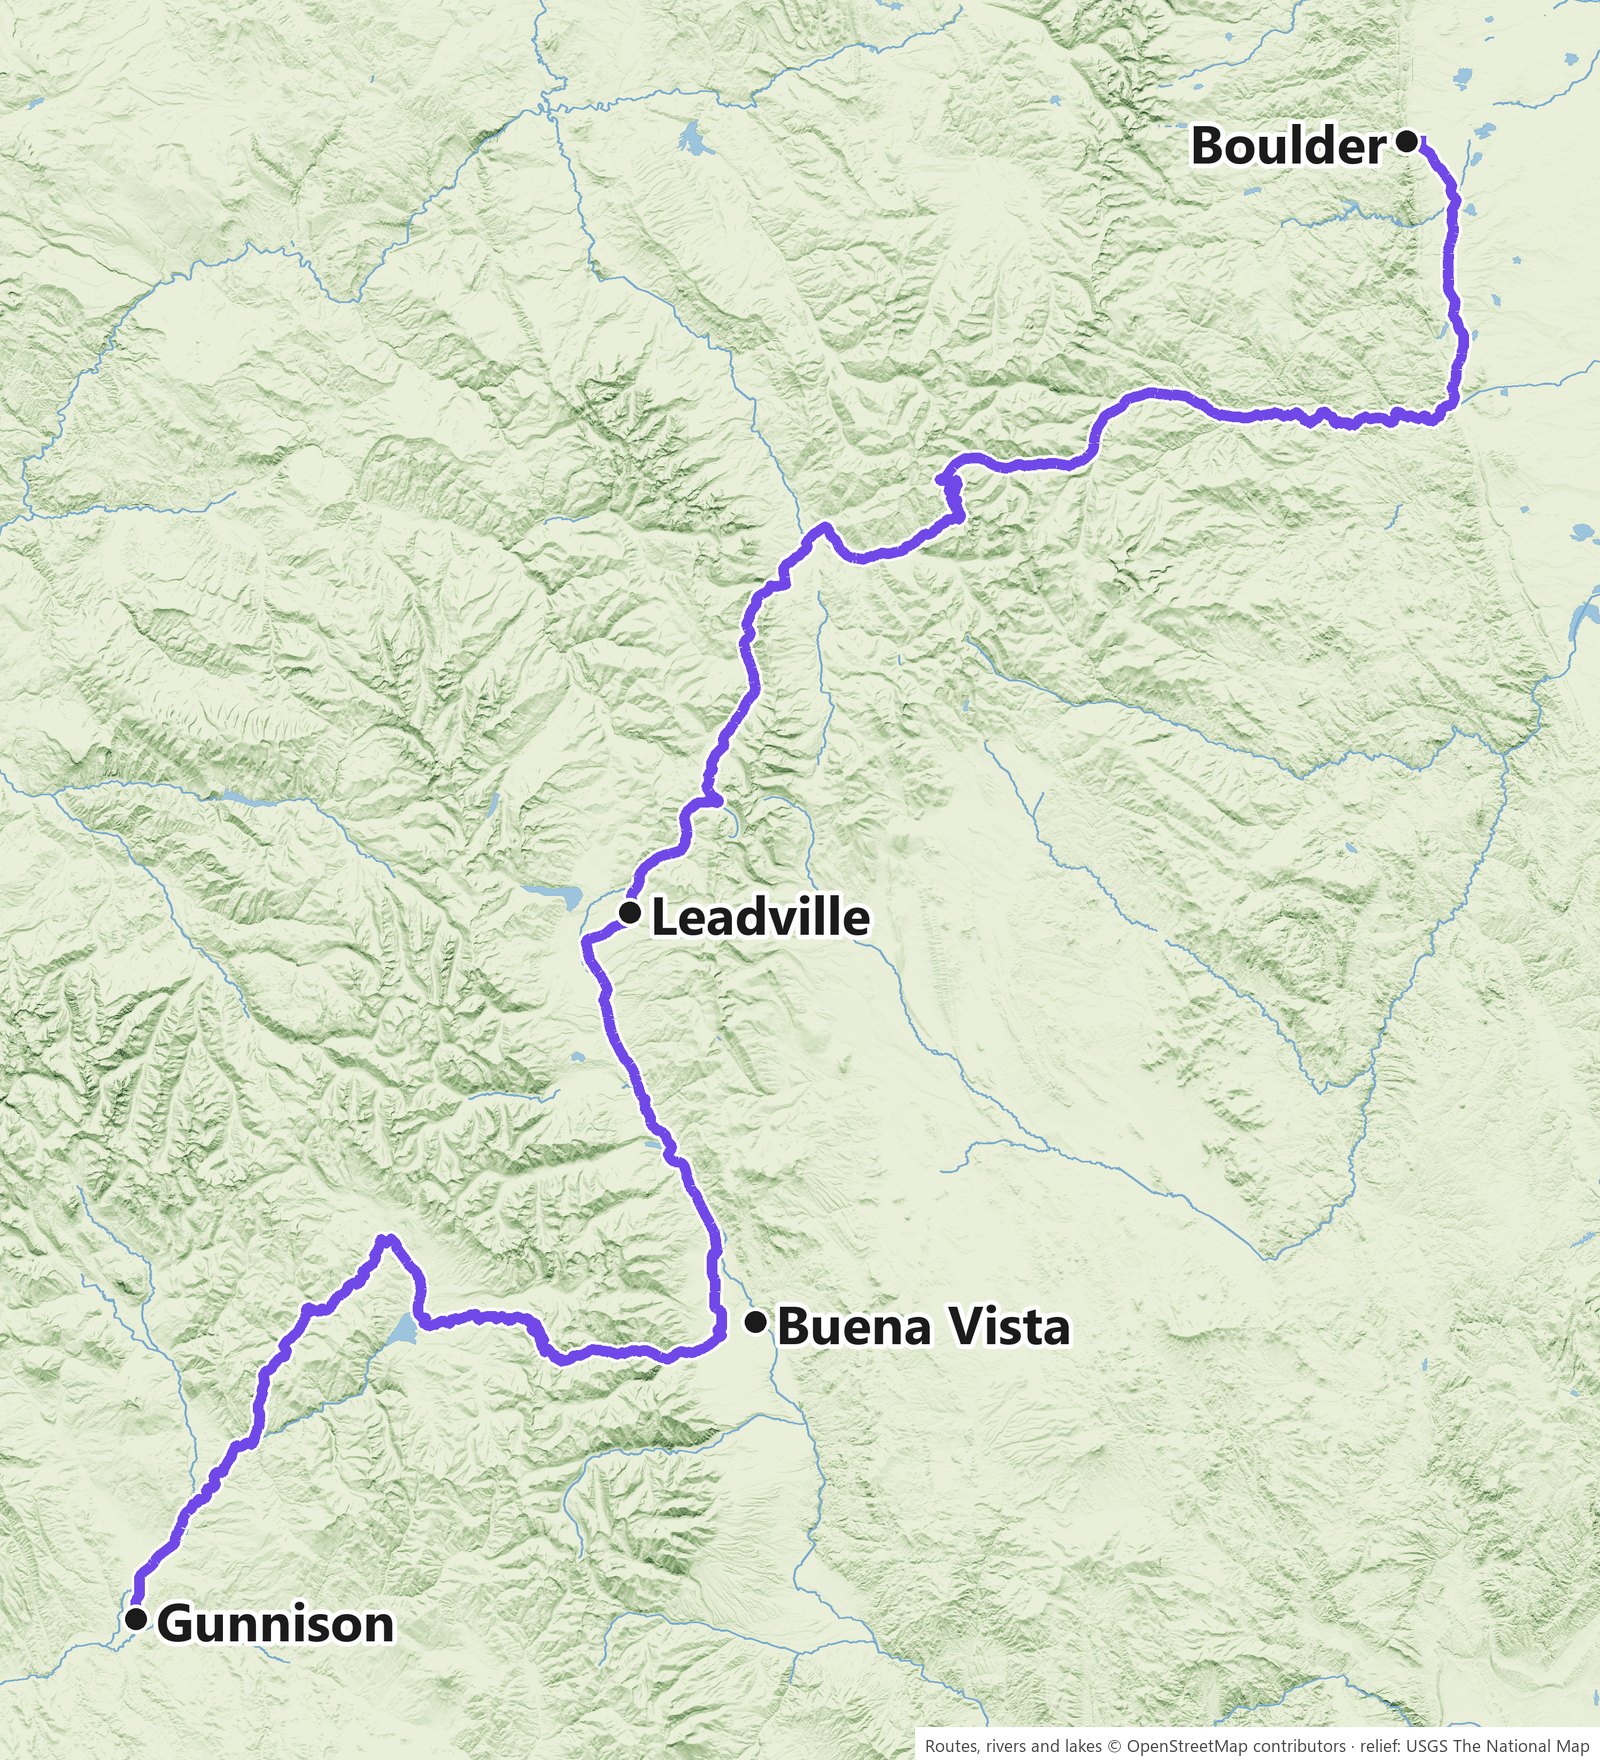 Boulder
Leadville
Buena Vista
Gunnison
Routes, rivers and lakes © OpenStreetMap contributors · relief: USGS The National Map